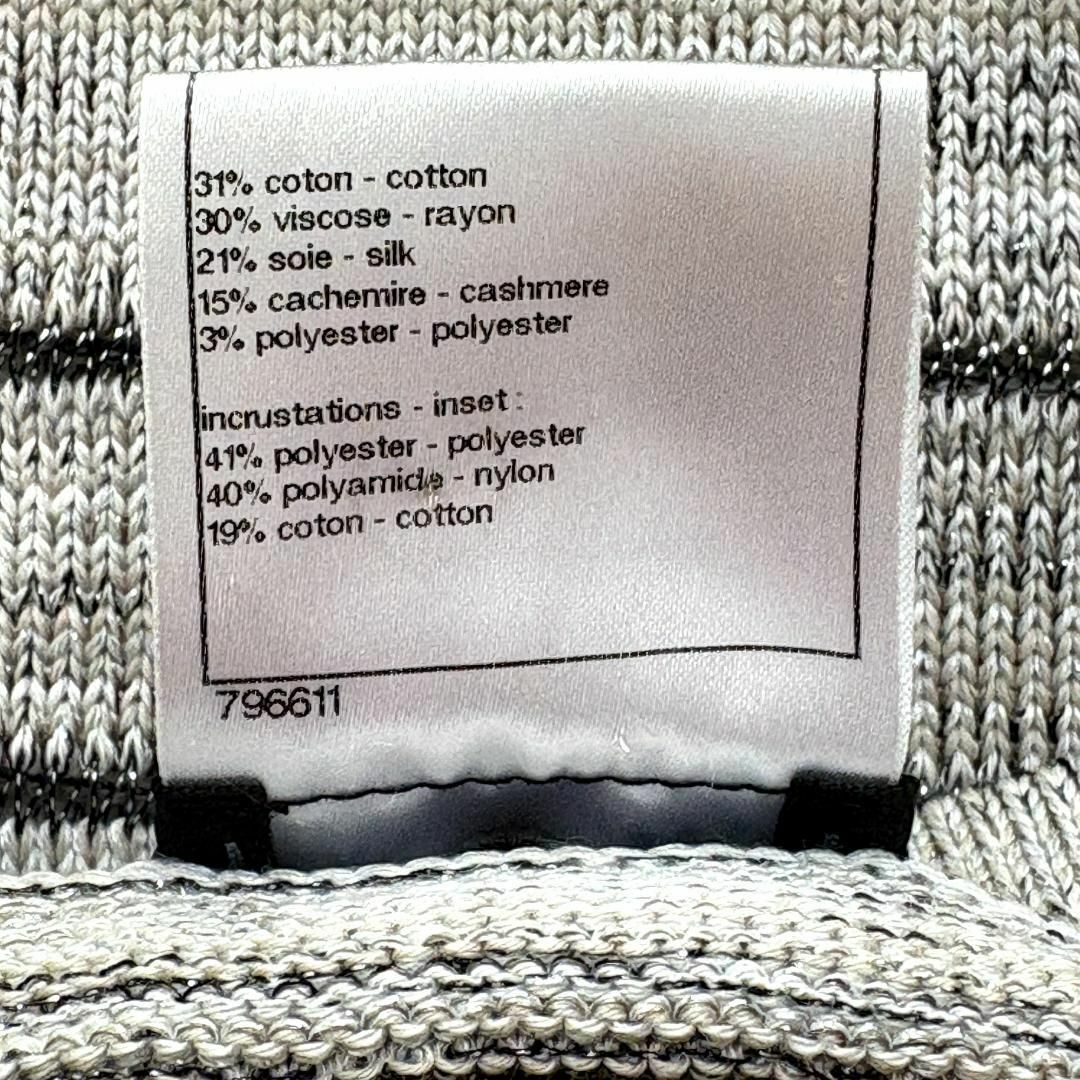 31% coton - cotton
30% viscose - rayon
21% soie - silk
15% cachemire - cashmere
3% polyester - polyester
incrustations - inset :
41% polyester - polyester
40% polyamide - nylon
19% coton - cotton
796611